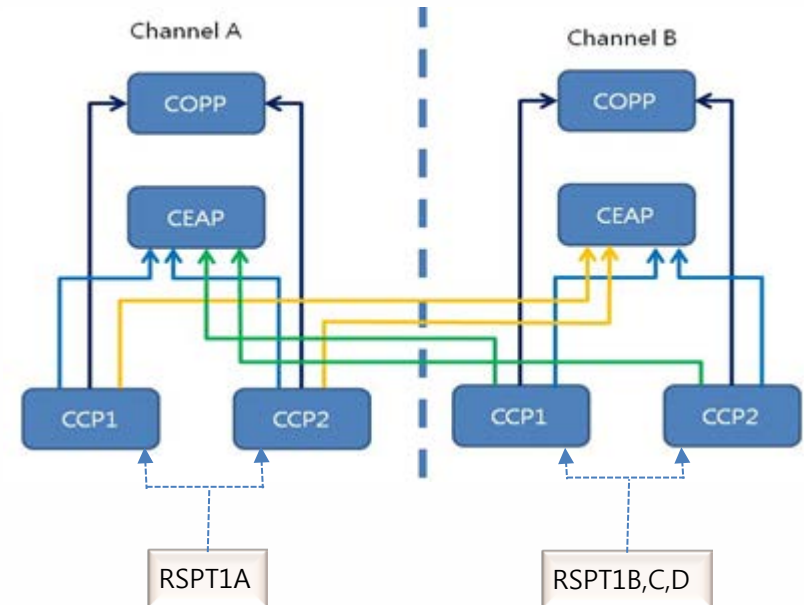 Channel A
Channel B
COPP
COPP
CEAP
CEAP
CCP1
CCP2
CCP1
CCP2
RSPT1A
RSPT1B,C,D